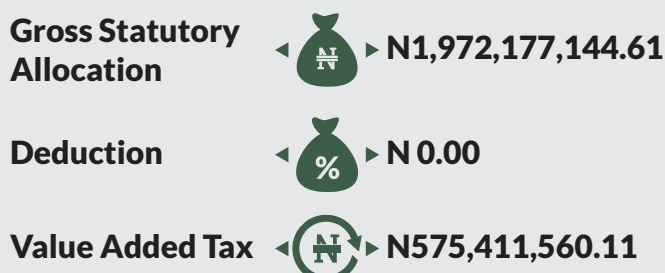 Gross Statutory
Allocation
₦
N1,972,177,144.61
Deduction
%
N 0.00
Value Added Tax
₦
N575,411,560.11